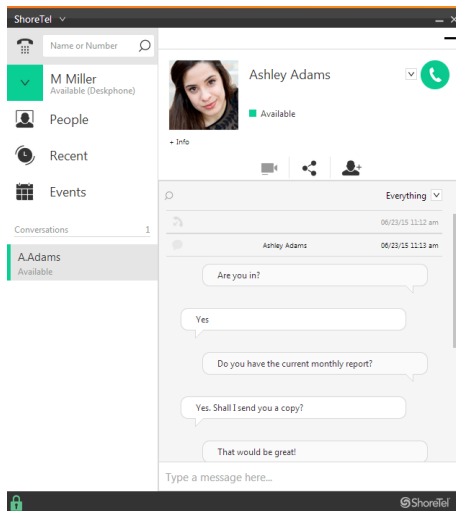 ShoreTel
Name or Number
M Miller
Available (Deskphone)
People
Recent
Events
Conversations 1
A.Adams
Available
Ashley Adams
Available
+ Info
Everything
06/23/15 11:12 am
Ashley Adams 06/23/15 11:13 am
Are you in?
Yes
Do you have the current monthly report?
Yes. Shall I send you a copy?
That would be great!
Type a message here...
ShoreTel